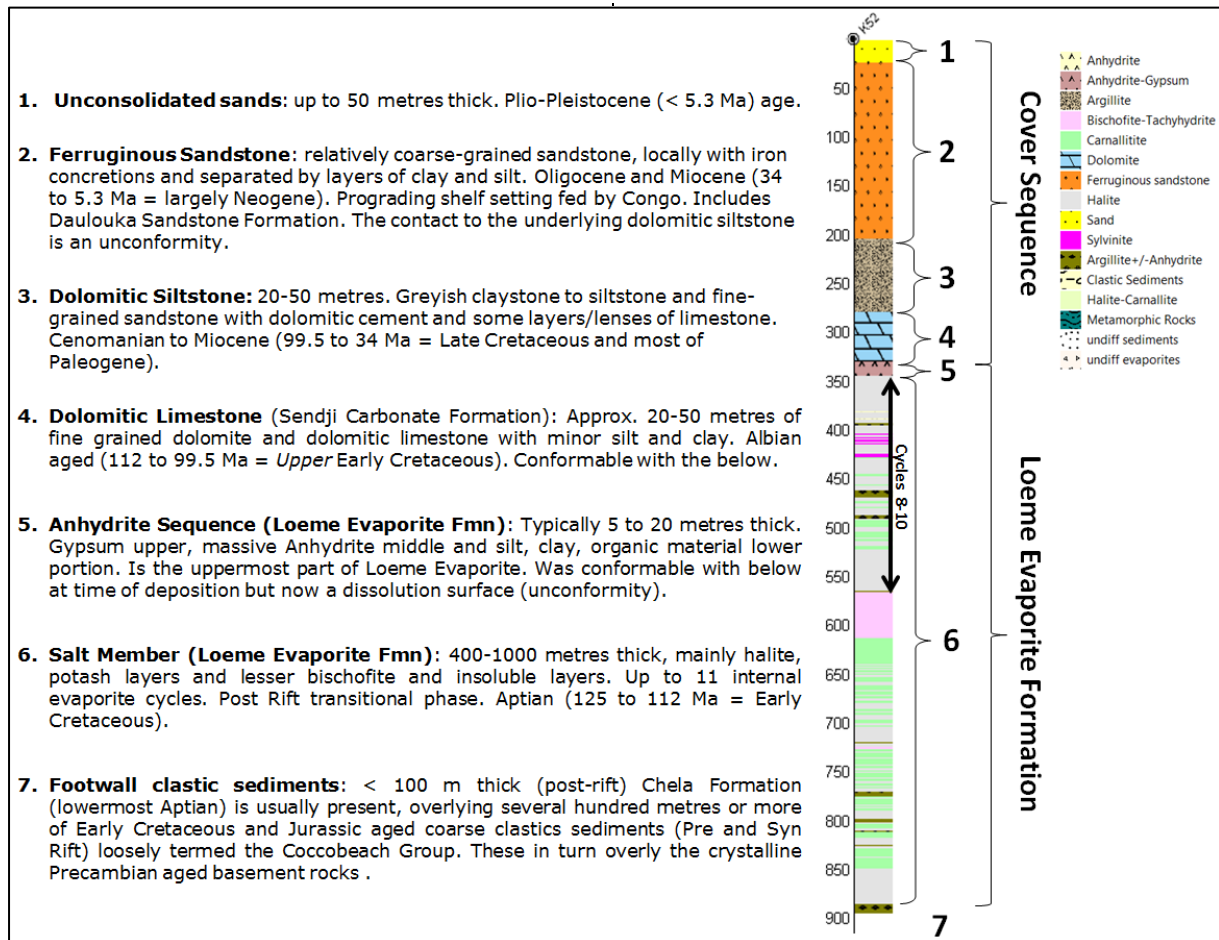 K52
1. Unconsolidated sands: up to 50 metres thick. Plio-Pleistocene (< 5.3 Ma) age.
2. Ferruginous Sandstone: relatively coarse-grained sandstone, locally with iron
concretions and separated by layers of clay and silt. Oligocene and Miocene (34
to 5.3 Ma = largely Neogene). Prograding shelf setting fed by Congo. Includes
Daulouka Sandstone Formation. The contact to the underlying dolomitic siltstone
is an unconformity.
3. Dolomitic Siltstone: 20-50 metres. Greyish claystone to siltstone and fine-
grained sandstone with dolomitic cement and some layers/lenses of limestone.
Cenomanian to Miocene (99.5 to 34 Ma = Late Cretaceous and most of
Paleogene).
4. Dolomitic Limestone (Sendji Carbonate Formation): Approx. 20-50 metres of
fine grained dolomite and dolomitic limestone with minor silt and clay. Albian
aged (112 to 99.5 Ma = Upper Early Cretaceous). Conformable with the below.
5. Anhydrite Sequence (Loeme Evaporite Fmn): Typically 5 to 20 metres thick.
Gypsum upper, massive Anhydrite middle and silt, clay, organic material lower
portion. Is the uppermost part of Loeme Evaporite. Was conformable with below
at time of deposition but now a dissolution surface (unconformity).
6. Salt Member (Loeme Evaporite Fmn): 400-1000 metres thick, mainly halite,
potash layers and lesser bischofite and insoluble layers. Up to 11 internal
evaporite cycles. Post Rift transitional phase. Aptian (125 to 112 Ma = Early
Cretaceous).
7. Footwall clastic sediments: < 100 m thick (post-rift) Chela Formation
(lowermost Aptian) is usually present, overlying several hundred metres or more
of Early Cretaceous and Jurassic aged coarse clastics sediments (Pre and Syn
Rift) loosely termed the Coccobeach Group. These in turn overly the crystalline
Precambian aged basement rocks .
50
100
150
200
250
300
350
400
450
500
550
600
650
700
750
800
850
900
Cycles 8-10
1
2
3
4
5
6
7
Cover Sequence
Loeme Evaporite Formation
Anhydrite
Anhydrite-Gypsum
Argillite
Bischofite-Tachyhydrite
Carnallitite
Dolomite
Ferruginous sandstone
Halite
Sand
Sylvinite
Argillite+/-Anhydrite
Clastic Sediments
Halite-Carnallite
Metamorphic Rocks
undiff sediments
undiff evaporites